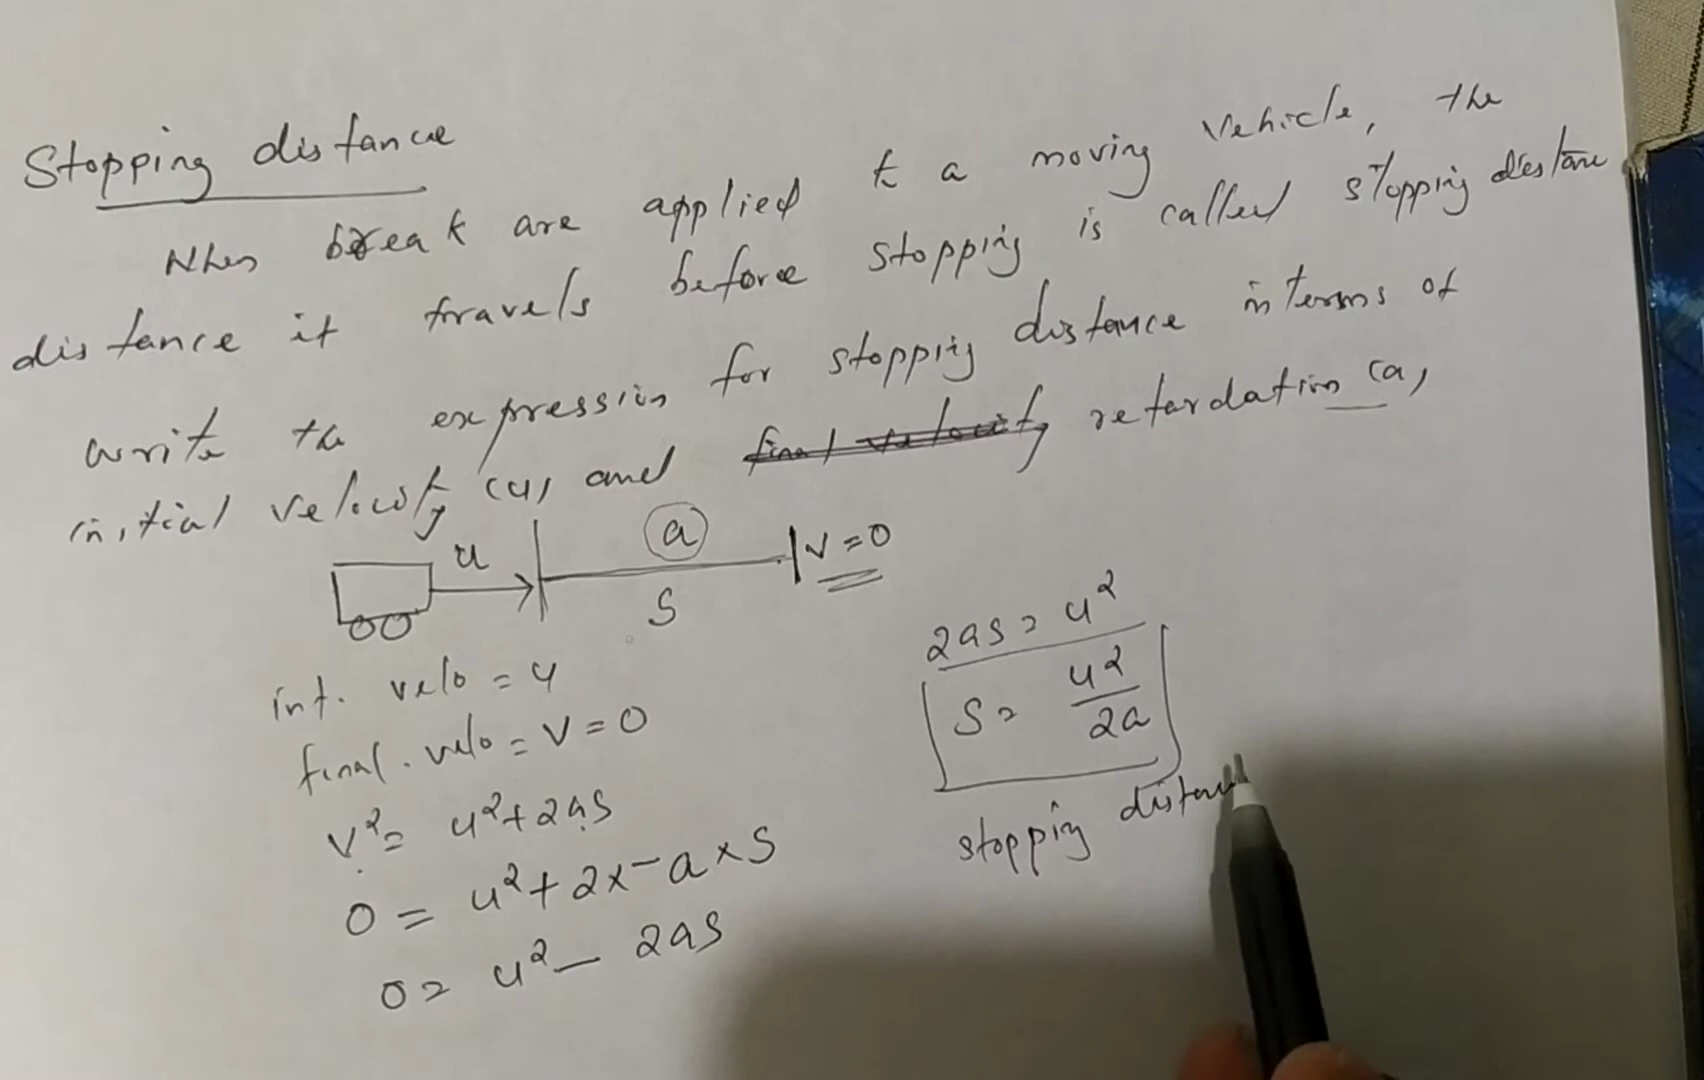 Stopping distance
When break are applied to a moving vehicle, the
distance it travels before stopping is called stopping distance
write the expression for stopping distance in terms of
initial velocity (u) and final velocity retardation (a)
u
a
v=0
S
int. velo = u
final. velo = v = 0
v² = u² + 2as
0 = u² + 2x-a x S
0 = u² - 2as
2as = u²
S = u²/2a
stopping distan